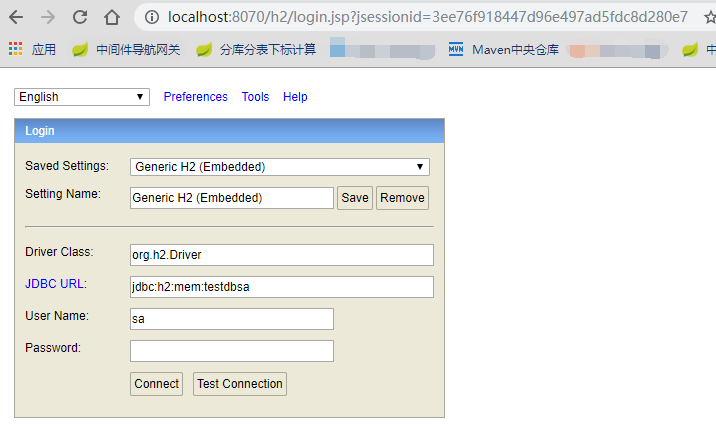 localhost:8070/h2/login.jsp?jsessionid=3ee76f918447d96e497ad5fdc8d280e7
应用 中间件导航网关 分库分表下标计算 MVN Maven中央仓库
English Preferences Tools Help
Login
Saved Settings: Generic H2 (Embedded)
Setting Name: Generic H2 (Embedded) Save Remove
Driver Class: org.h2.Driver
JDBC URL: jdbc:h2:mem:testdbsa
User Name: sa
Password:
Connect Test Connection